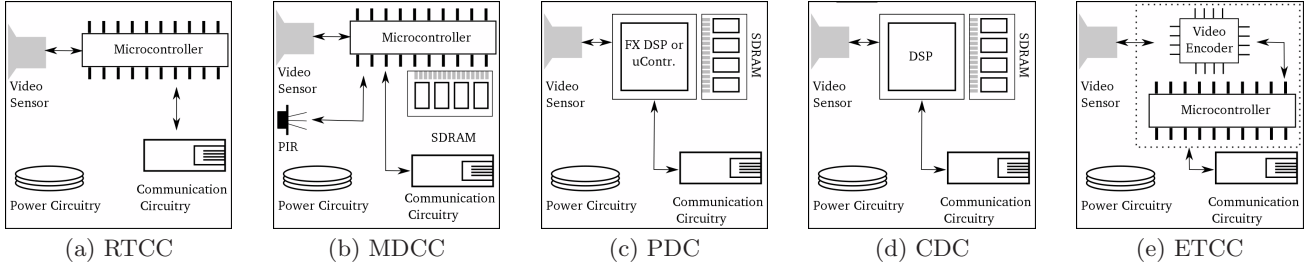 Microcontroller
Video
Sensor
Communication
Circuitry
Power Circuitry
(a) RTCC
Microcontroller
Video
Sensor
PIR
SDRAM
Power Circuitry
Communication
Circuitry
(b) MDCC
FX DSP or
uContr.
SDRAM
Video
Sensor
Power Circuitry
Communication
Circuitry
(c) PDC
DSP
SDRAM
Video
Sensor
Power Circuitry
Communication
Circuitry
(d) CDC
Video
Encoder
Video
Sensor
Microcontroller
Power Circuitry
Communication
Circuitry
(e) ETCC